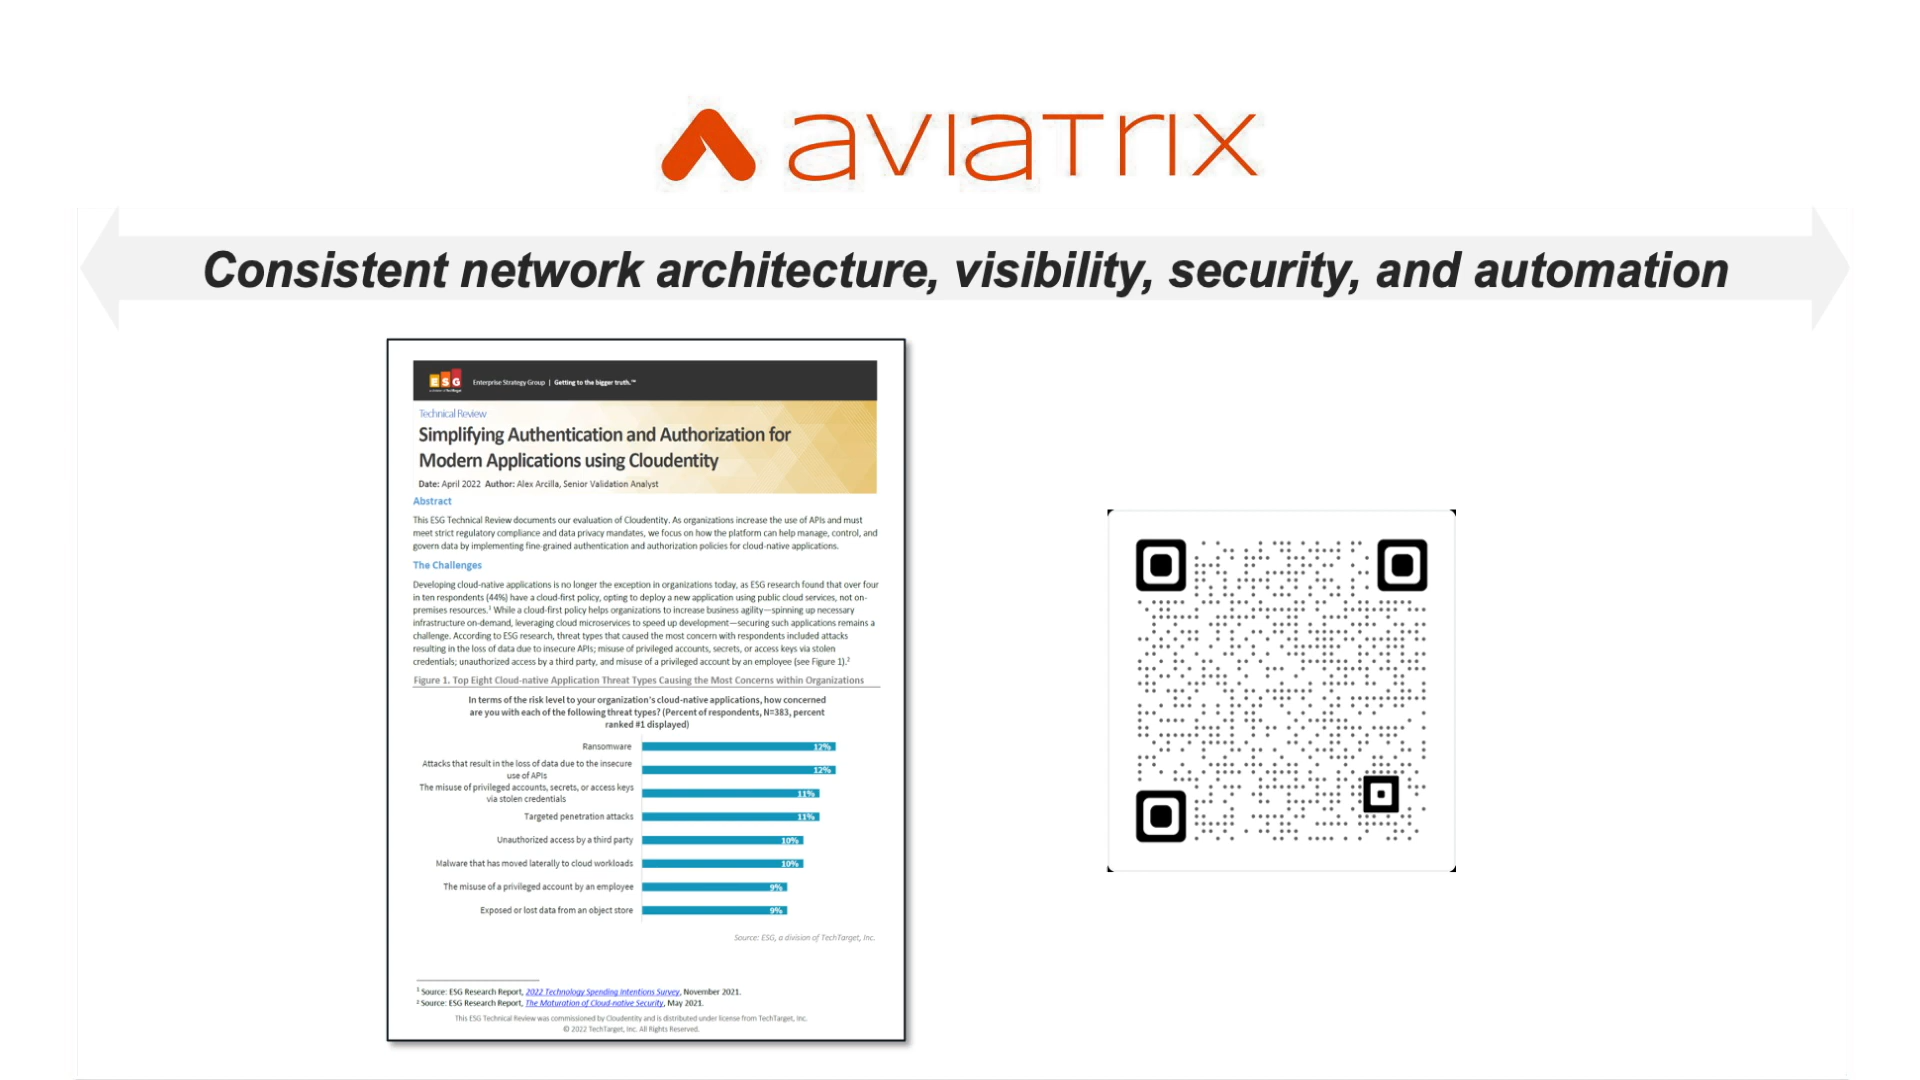 aviatrix
Consistent network architecture, visibility, security, and automation
ESG
Enterprise Strategy Group | Getting to the bigger truth.™
Technical Review
Simplifying Authentication and Authorization for
Modern Applications using Cloudentity
Date: April 2022 Author: Alex Arcilla, Senior Validation Analyst
Abstract
This ESG Technical Review documents our evaluation of Cloudentity. As organizations increase the use of APIs and must
meet strict regulatory compliance and data privacy mandates, we focus on how the platform can help manage, control, and
govern data by implementing fine-grained authentication and authorization policies for cloud-native applications.
The Challenges
Developing cloud-native applications is no longer the exception in organizations today, as ESG research found that over four
in ten respondents (44%) have a cloud-first policy, opting to deploy a new application using public cloud services, not on-
premises resources.¹ While a cloud-first policy helps organizations to increase business agility—spinning up necessary
infrastructure on-demand, leveraging cloud microservices to speed up development—securing such applications remains a
challenge. According to ESG research, threat types that caused the most concern with respondents included attacks
resulting in the loss of data due to insecure APIs; misuse of privileged accounts, secrets, or access keys via stolen
credentials; unauthorized access by a third party, and misuse of a privileged account by an employee (see Figure 1).²
Figure 1. Top Eight Cloud-native Application Threat Types Causing the Most Concerns within Organizations
In terms of the risk level to your organization's cloud-native applications, how concerned
are you with each of the following threat types? (Percent of respondents, N=383, percent
ranked #1 displayed)
Ransomware 12%
Attacks that result in the loss of data due to the insecure
use of APIs 12%
The misuse of privileged accounts, secrets, or access keys
via stolen credentials 11%
Targeted penetration attacks 11%
Unauthorized access by a third party 10%
Malware that has moved laterally to cloud workloads 10%
The misuse of a privileged account by an employee 9%
Exposed or lost data from an object store 9%
Source: ESG, a division of TechTarget, Inc.
¹ Source: ESG Research Report, 2022 Technology Spending Intentions Survey, November 2021.
² Source: ESG Research Report, The Maturation of Cloud-native Security, May 2021.
This ESG Technical Review was commissioned by Cloudentity and is distributed under license from TechTarget, Inc.
© 2022 TechTarget, Inc. All Rights Reserved.